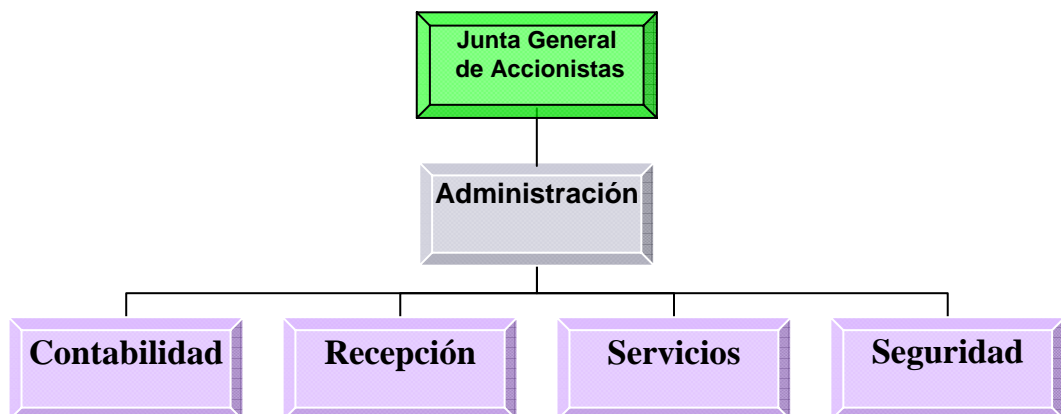 Junta General
de Accionistas
Administración
Contabilidad
Recepción
Servicios
Seguridad